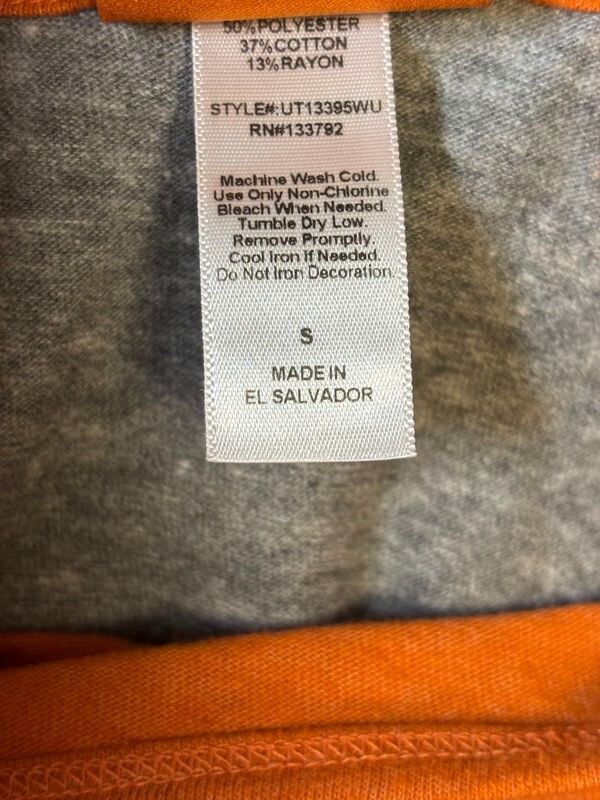 50%POLYESTER
37%COTTON
13%RAYON
STYLE#:UT13395WU
RN#133792
Machine Wash Cold.
Use Only Non-Chlorine
Bleach When Needed.
Tumble Dry Low.
Remove Promptly.
Cool Iron If Needed.
Do Not Iron Decoration.
S
MADE IN
EL SALVADOR